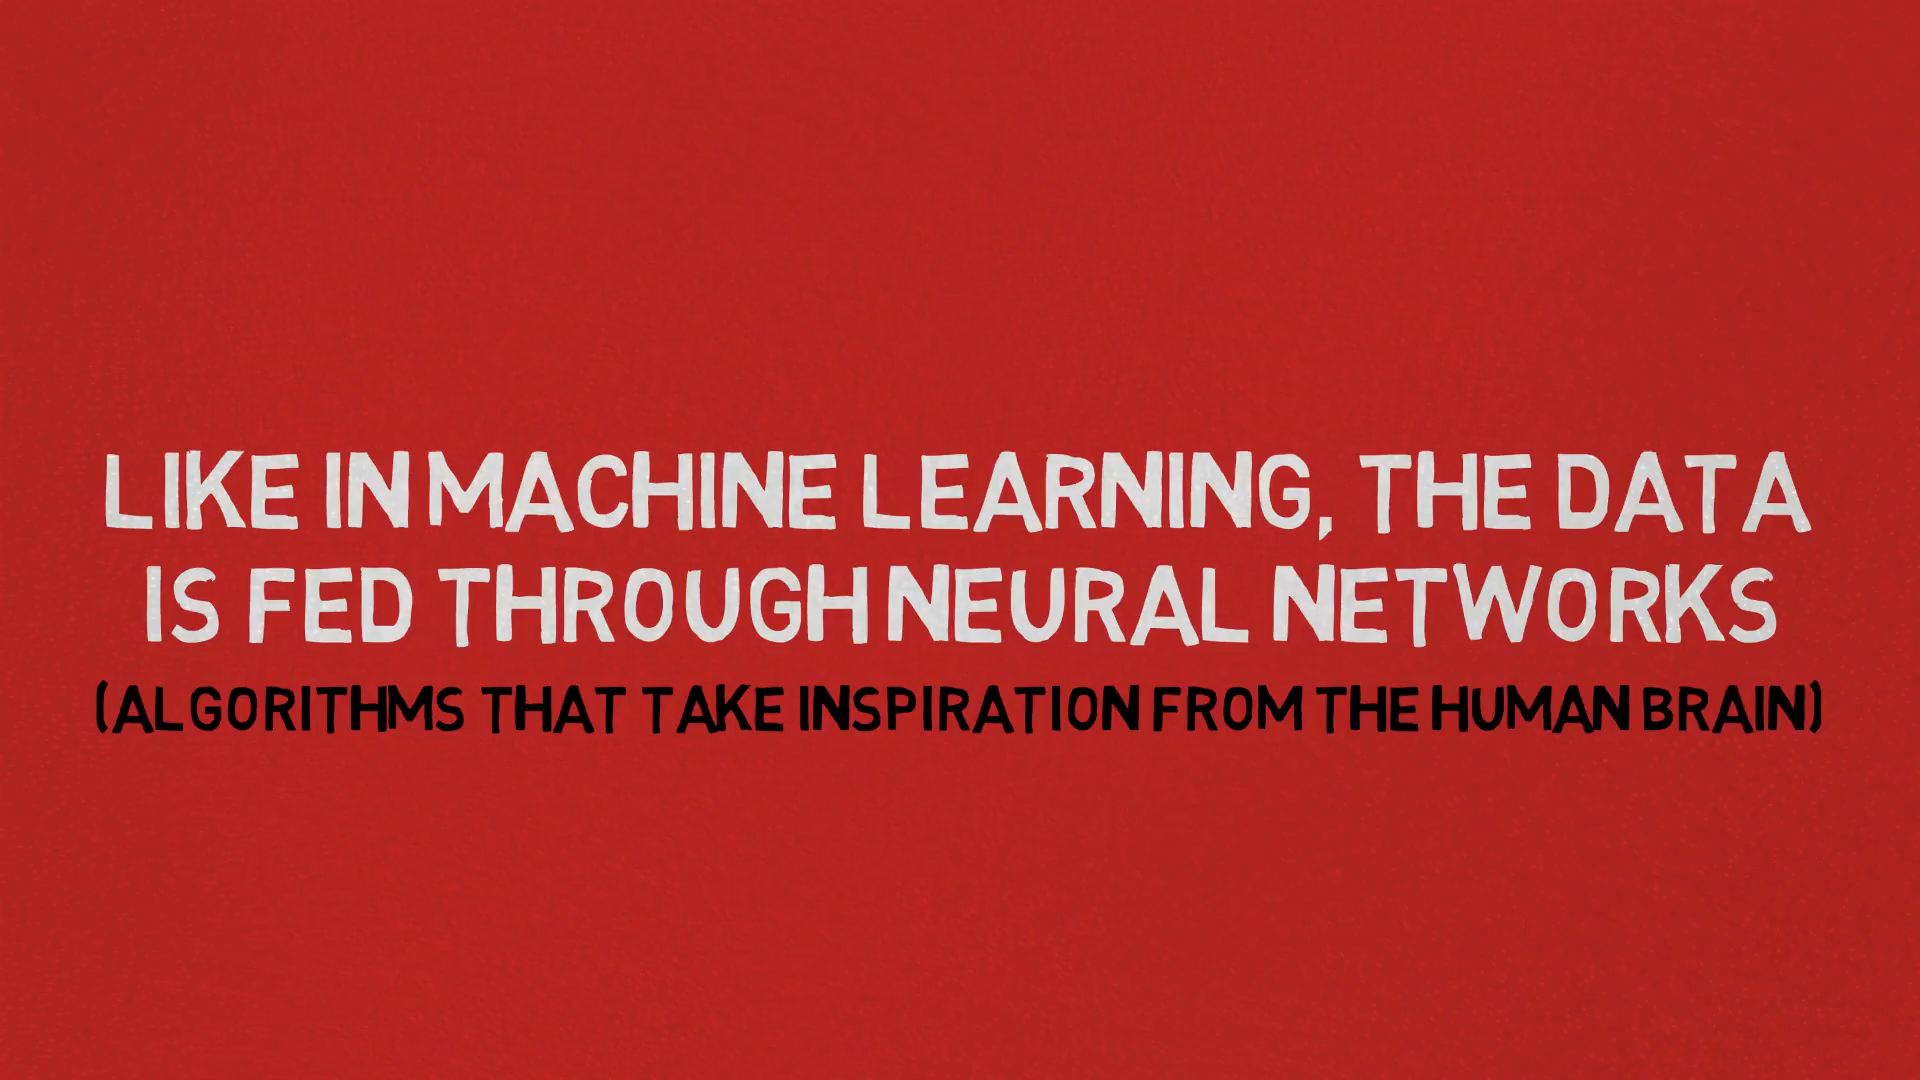 LIKE IN MACHINE LEARNING, THE DATA
IS FED THROUGH NEURAL NETWORKS
(ALGORITHMS THAT TAKE INSPIRATION FROM THE HUMAN BRAIN)